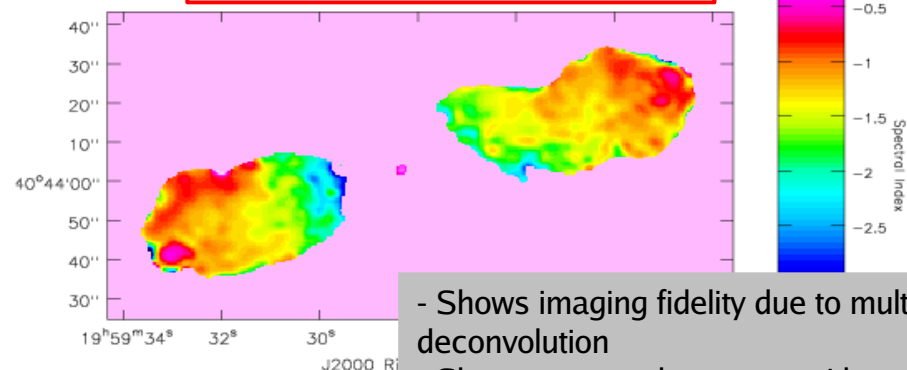 40''
30''
20''
10''
40°44'00''
50''
40''
30''
19ʰ59ᵐ34ˢ 32ˢ 30ˢ
J2000
-0.5
-1
-1.5
-2
-2.5
Spectral Index
- Shows imaging fidelity due to
deconvolution